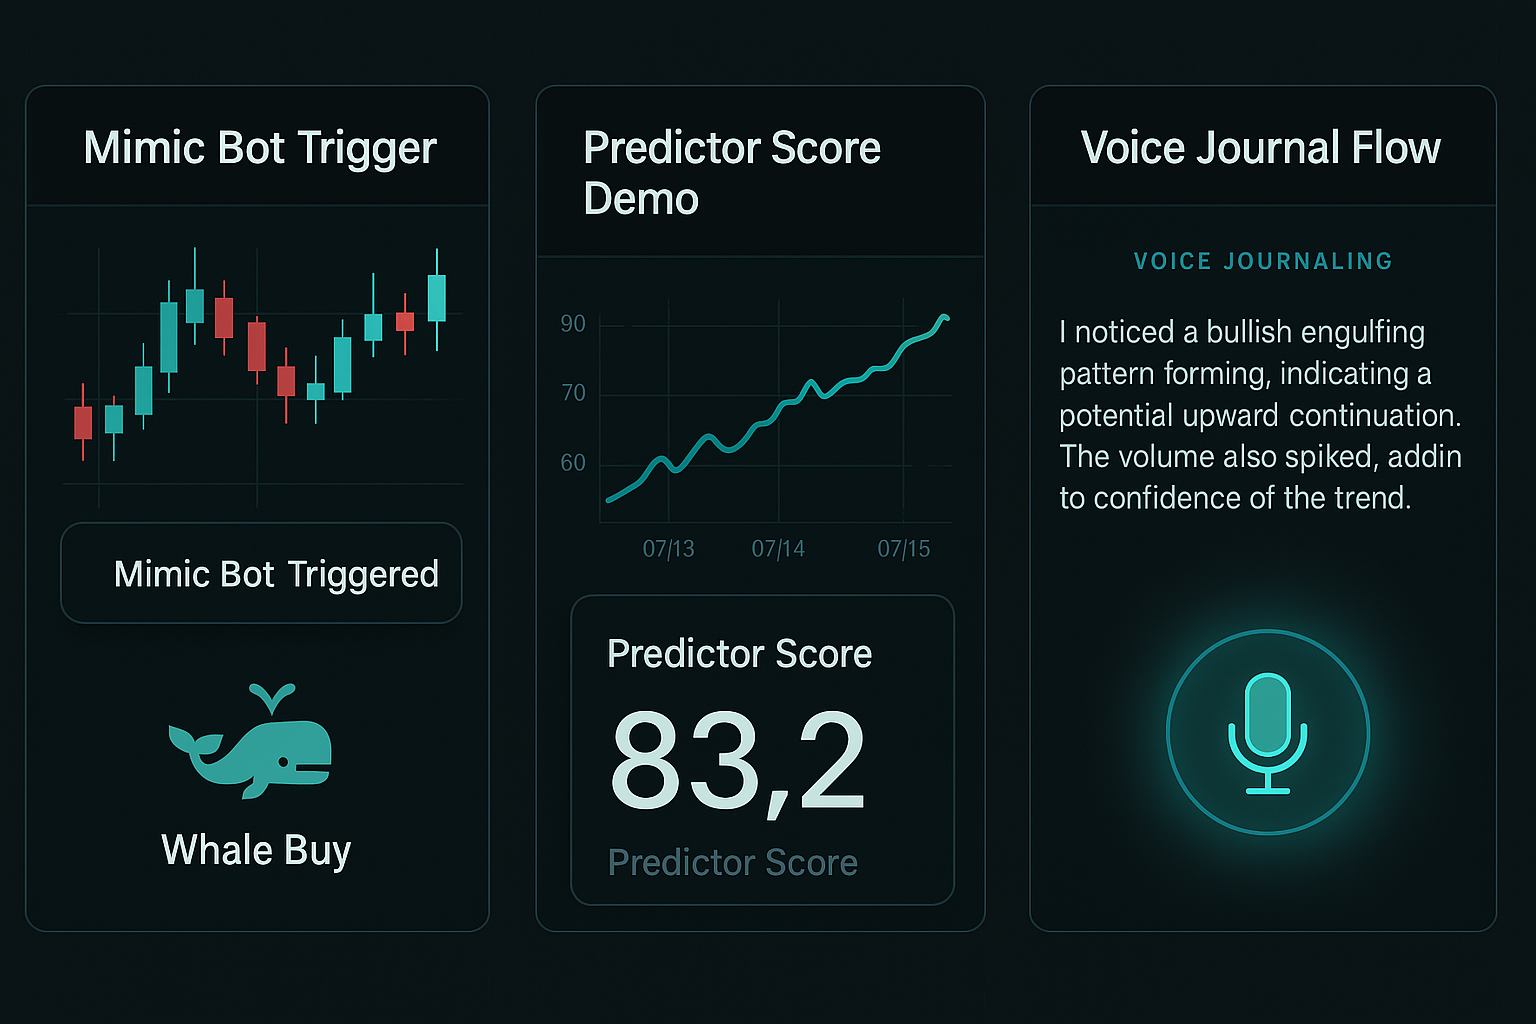 Mimic Bot Trigger
Mimic Bot Triggered
Whale Buy
Predictor Score
Demo
90
70
60
07/13 07/14 07/15
Predictor Score
83,2
Predictor Score
Voice Journal Flow
VOICE JOURNALING
I noticed a bullish engulfing
pattern forming, indicating a
potential upward continuation.
The volume also spiked, addin
to confidence of the trend.